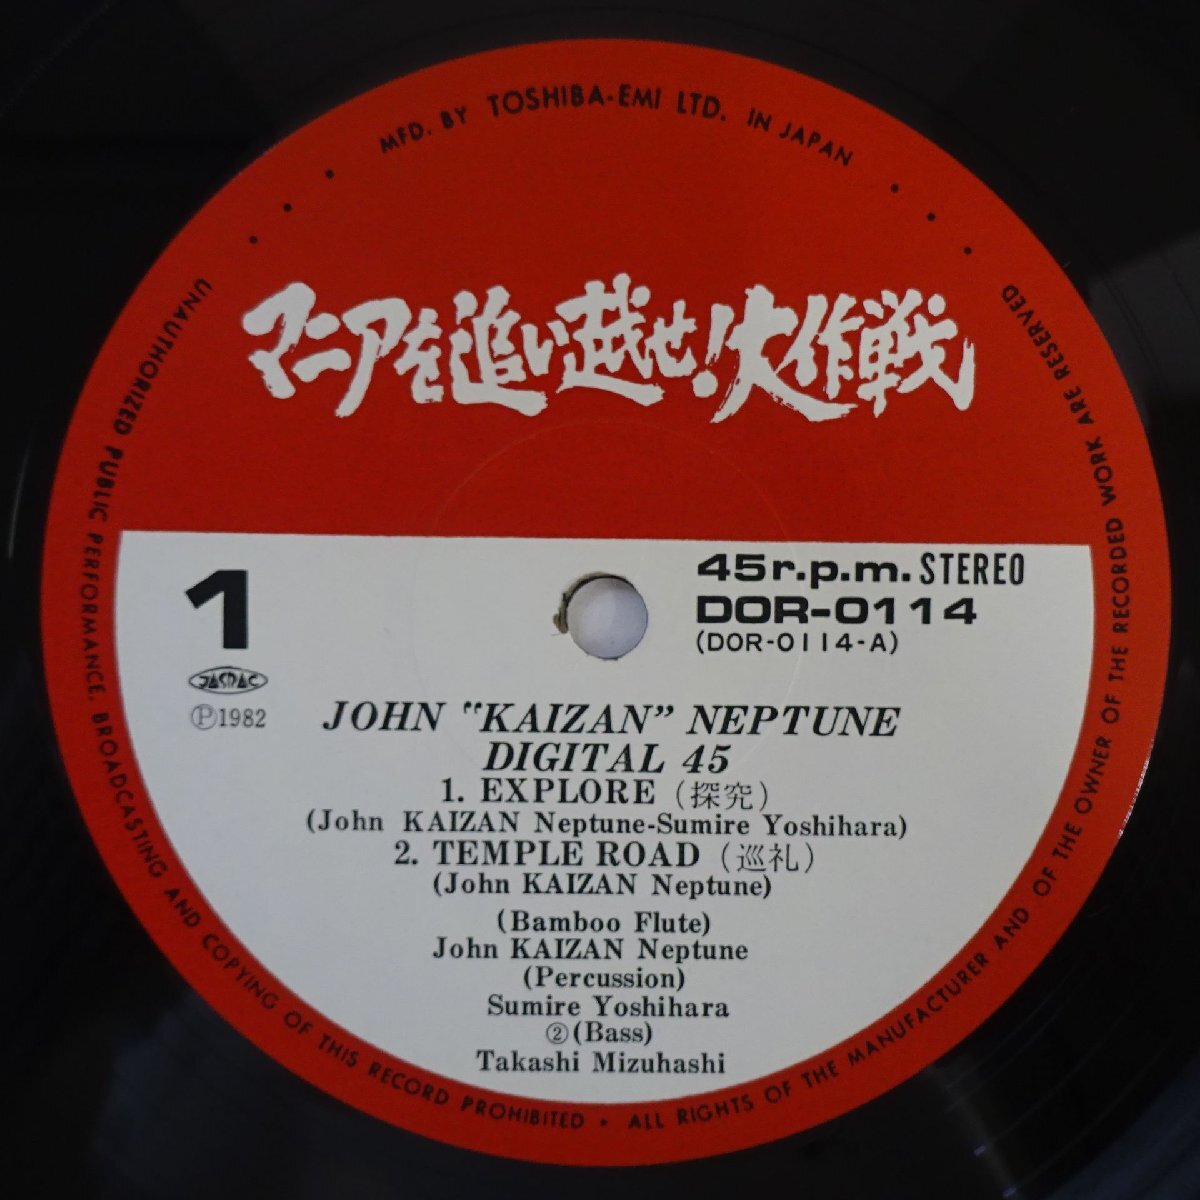 MFD. BY TOSHIBA-EMI LTD. IN JAPAN
マニアを追い越せ!大作戦
45r.p.m. STEREO
1
DOR-0114
(DOR-0114-A)
JASRAC
Ⓟ1982
JOHN "KAIZAN" NEPTUNE
DIGITAL 45
1. EXPLORE (探究)
(John KAIZAN Neptune-Sumire Yoshihara)
2. TEMPLE ROAD (巡礼)
(John KAIZAN Neptune)
(Bamboo Flute)
John KAIZAN Neptune
(Percussion)
Sumire Yoshihara
②(Bass)
Takashi Mizuhashi
UNAUTHORIZED PUBLIC PERFORMANCE, BROADCASTING AND COPYING OF THIS RECORD PROHIBITED • ALL RIGHTS OF THE MANUFACTURER AND OF THE OWNER OF THE RECORDED WORK ARE RESERVED